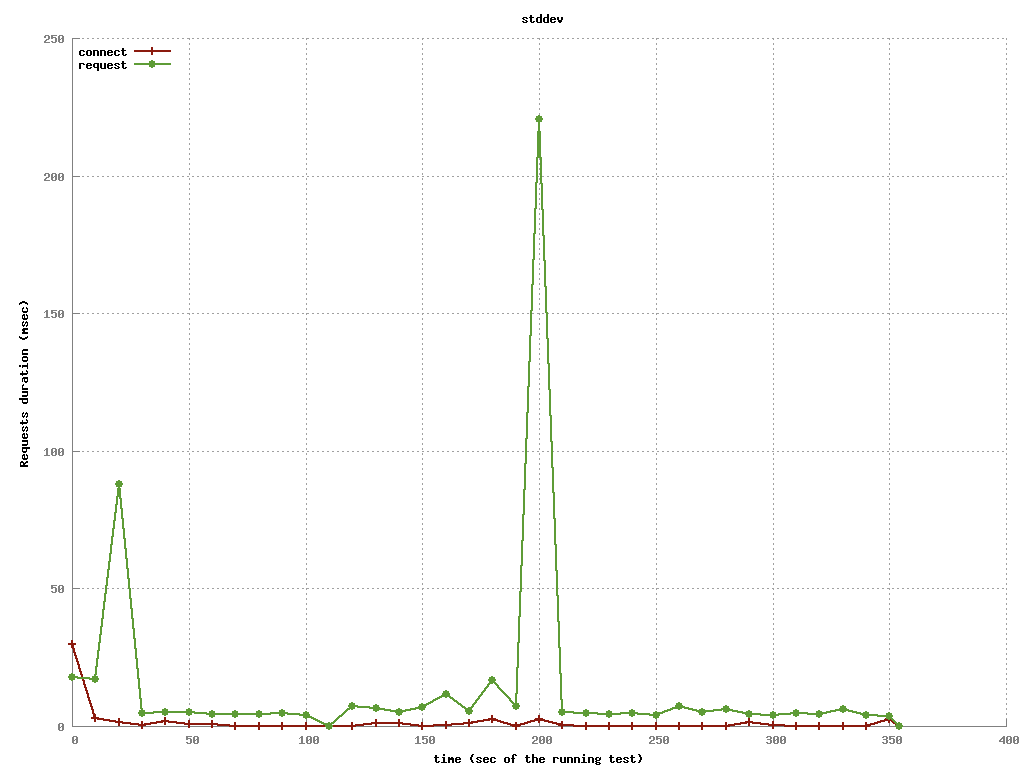 stddev
250
connect
request
200
150
100
50
0
0 50 100 150 200 250 300 350 400
Requests duration (msec)
time (sec of the running test)